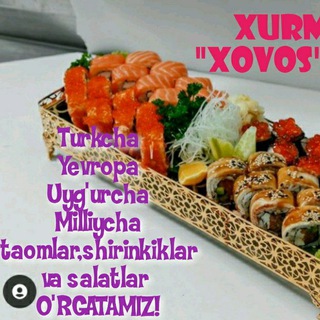 XURM
"XOVOS"
Turkcha
Yevropa
Uyg'urcha
Milliycha
taomlar,shirinkiklar
va salatlar
O'RGATAMIZ!